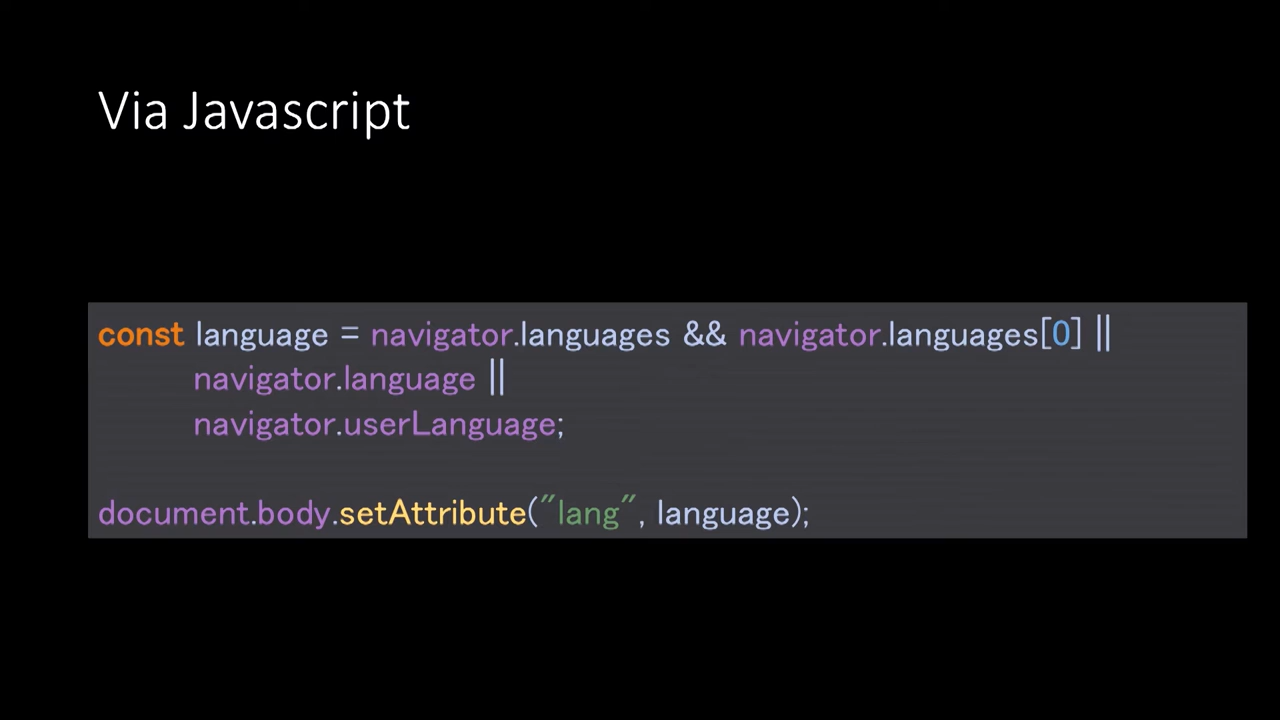 Via Javascript
const language = navigator.languages && navigator.languages[0] ||
navigator.language ||
navigator.userLanguage;
document.body.setAttribute("lang", language);